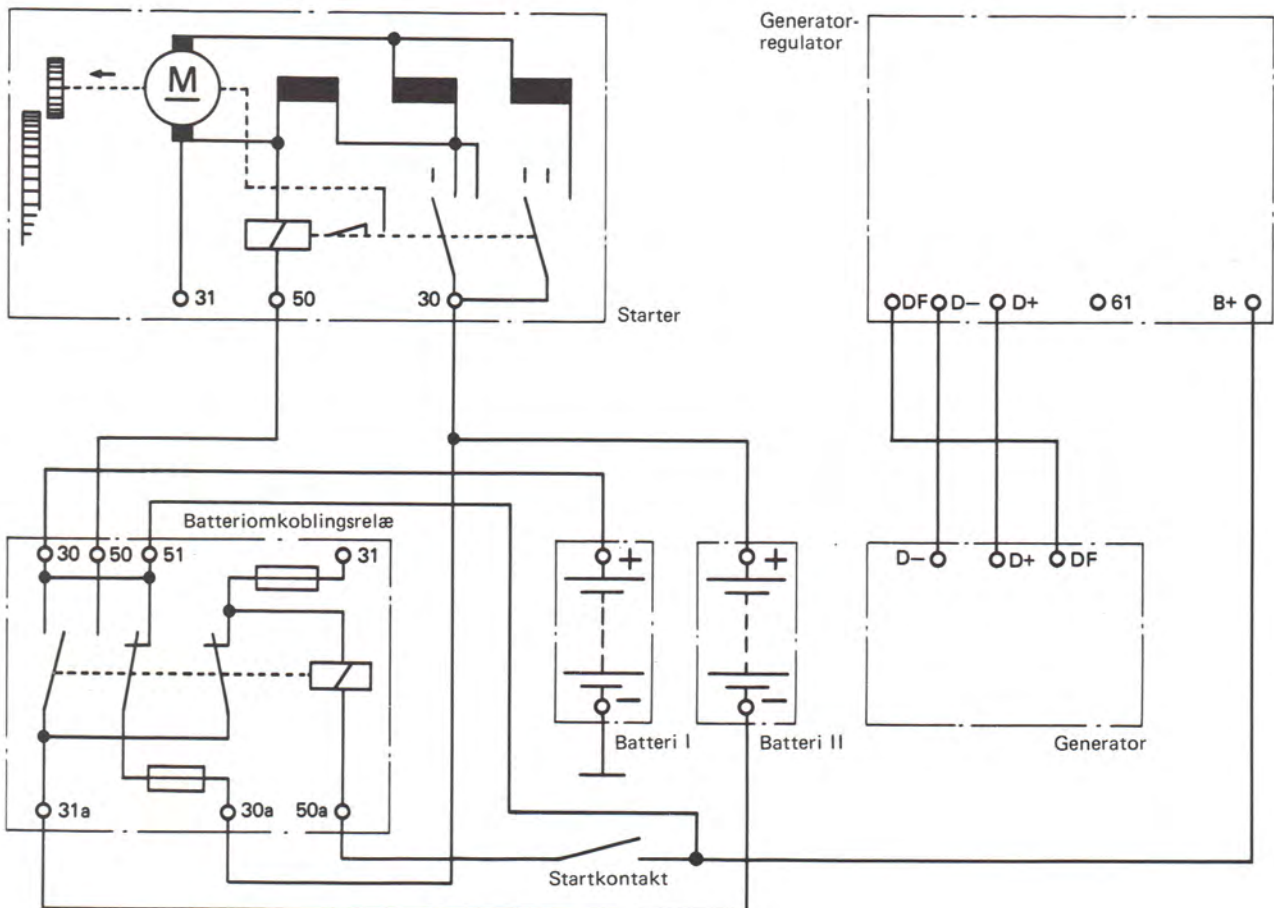 Generator-
regulator
M
I
II
31
50
30
Starter
DF
D−
D+
61
B+
Batteriomkoblingsrelæ
30
50
51
31
+
+
D−
D+
DF
−
−
Batteri I
Batteri II
Generator
31a
30a
50a
Startkontakt